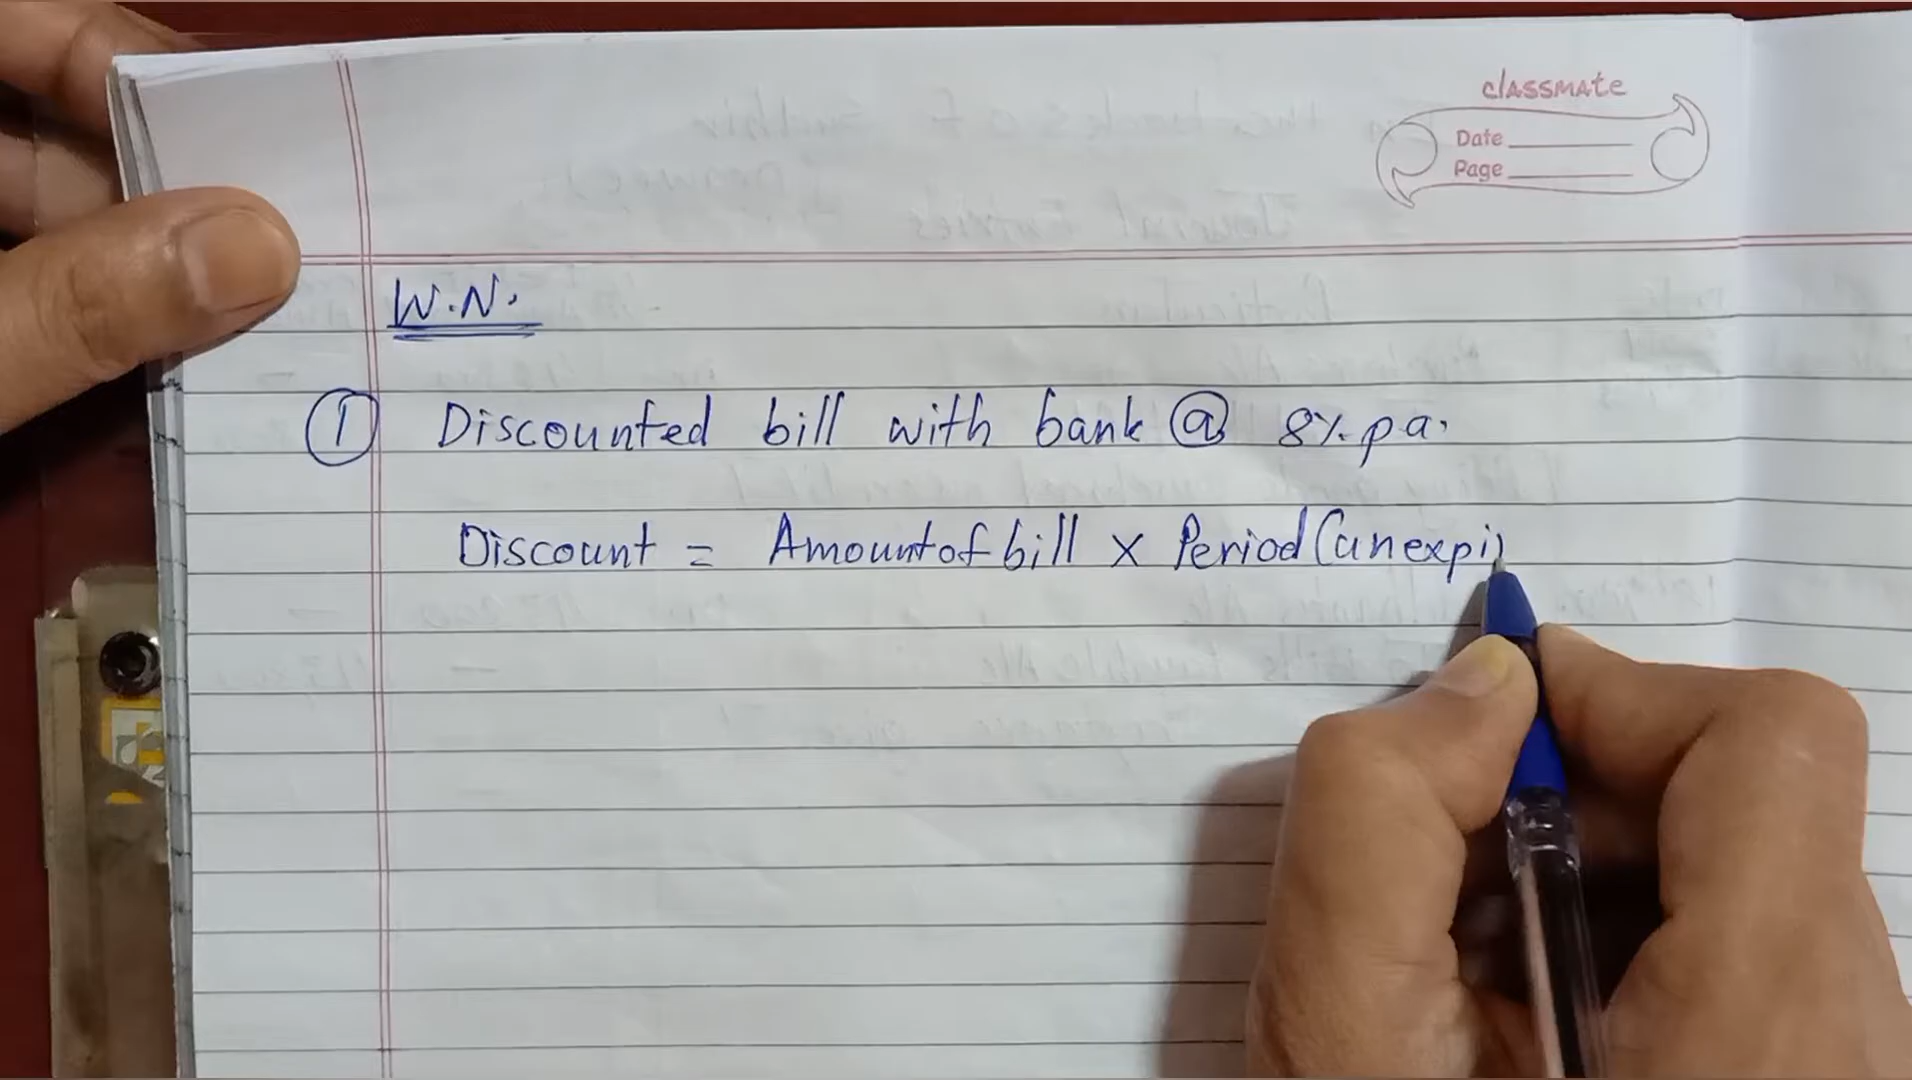 classmate
Date
Page
W.N.
① Discounted bill with bank @ 8% p.a.
Discount = Amount of bill × Period (unexpi